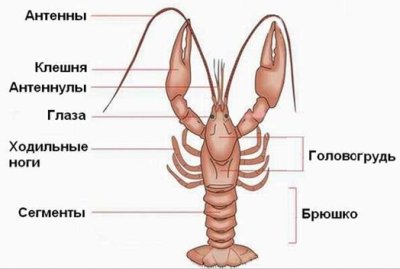 Антенны
Клешня
Антеннулы
Глаза
Ходильные
ноги
Головогрудь
Сегменты
Брюшко